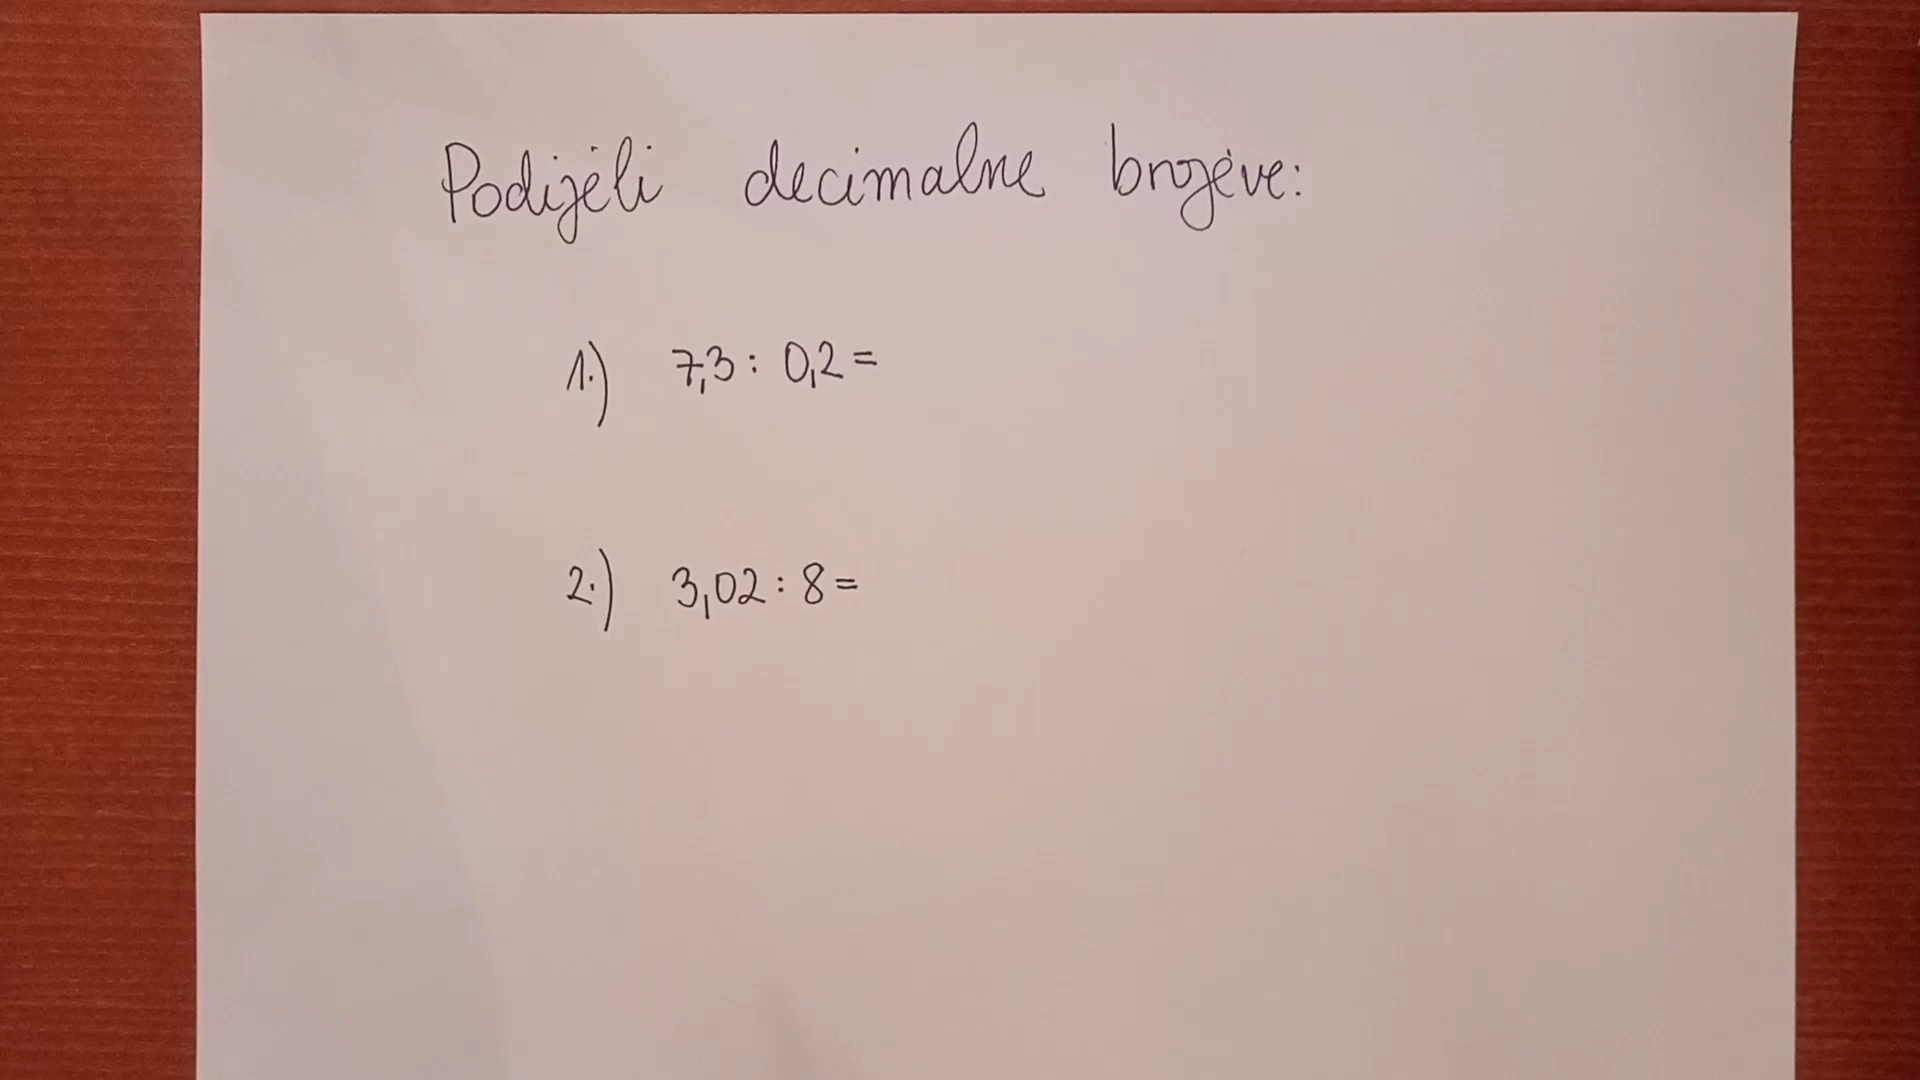 Podijeli decimalne brojeve:
1.) 7,3 : 0,2 =
2.) 3,02 : 8 =